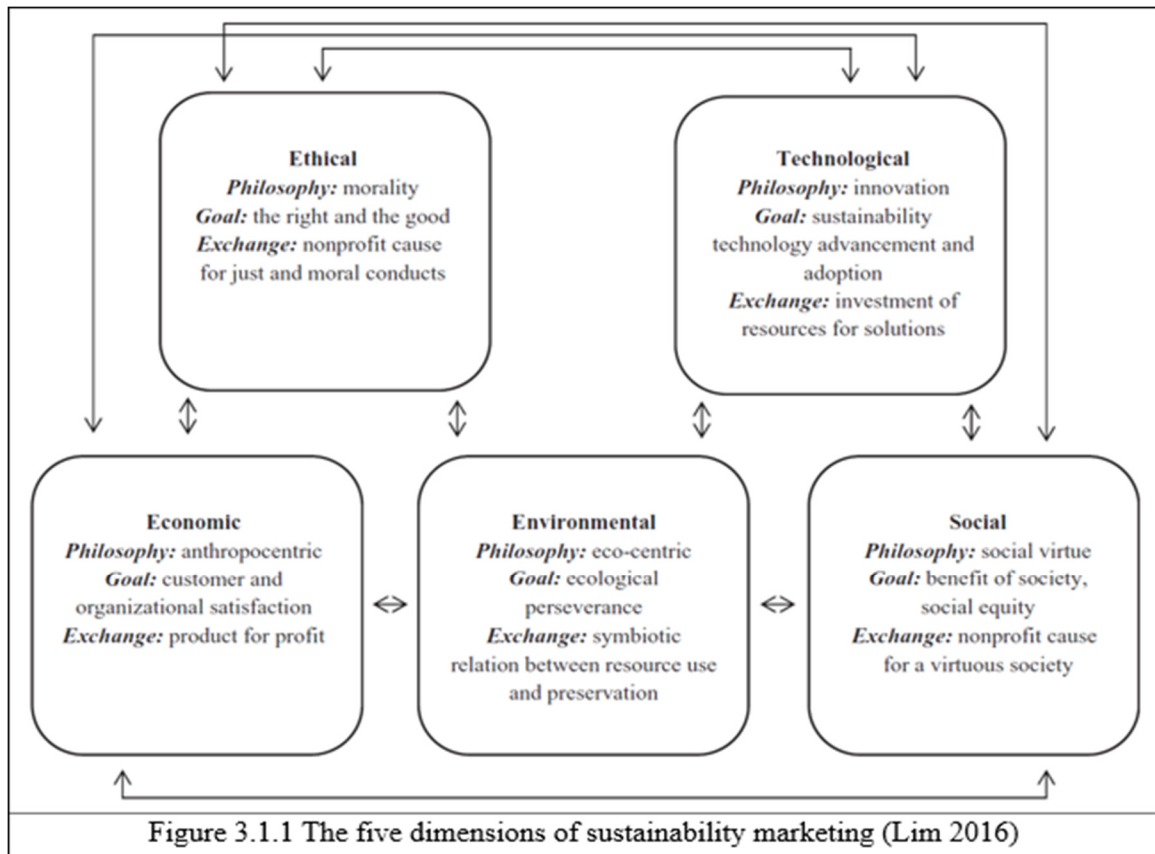 Ethical
Philosophy: morality
Goal: the right and the good
Exchange: nonprofit cause
for just and moral conducts
Technological
Philosophy: innovation
Goal: sustainability
technology advancement and
adoption
Exchange: investment of
resources for solutions
Economic
Philosophy: anthropocentric
Goal: customer and
organizational satisfaction
Exchange: product for profit
Environmental
Philosophy: eco-centric
Goal: ecological
perseverance
Exchange: symbiotic
relation between resource use
and preservation
Social
Philosophy: social virtue
Goal: benefit of society,
social equity
Exchange: nonprofit cause
for a virtuous society
Figure 3.1.1 The five dimensions of sustainability marketing (Lim 2016)